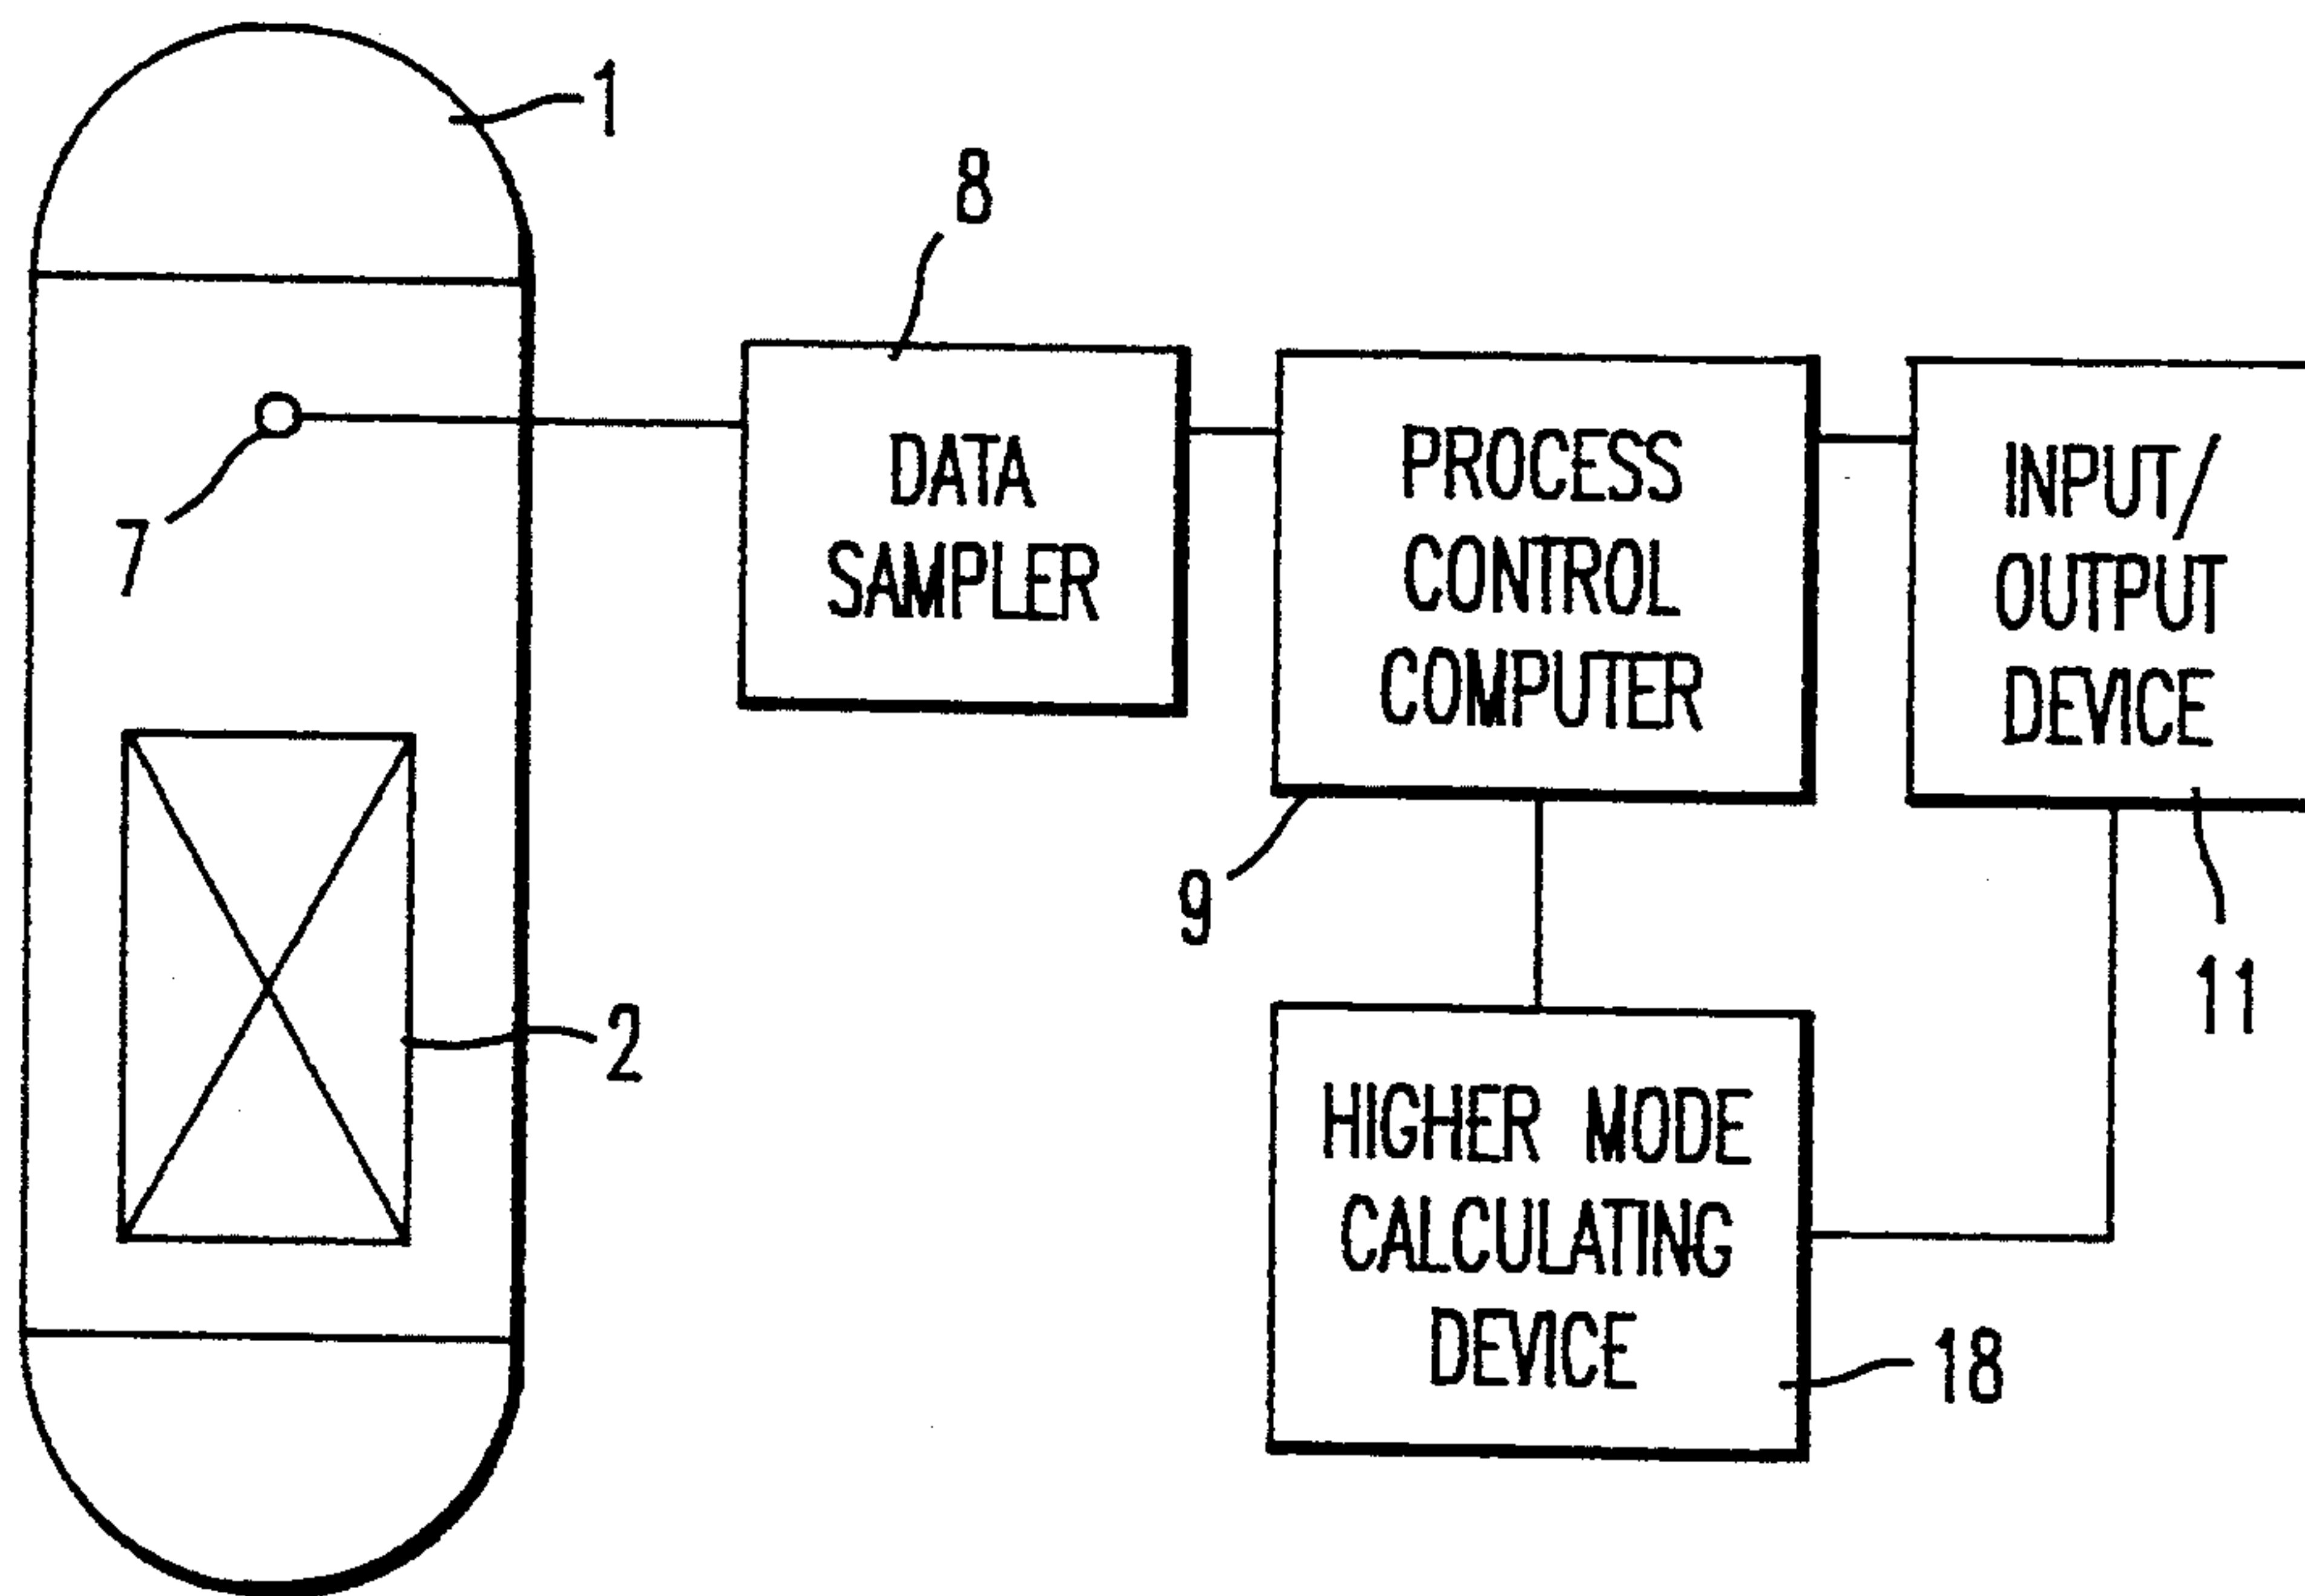 1
8
7
DATA
SAMPLER
PROCESS
CONTROL
COMPUTER
INPUT/
OUTPUT
DEVICE
9
11
2
HIGHER MODE
CALCULATING
DEVICE
18